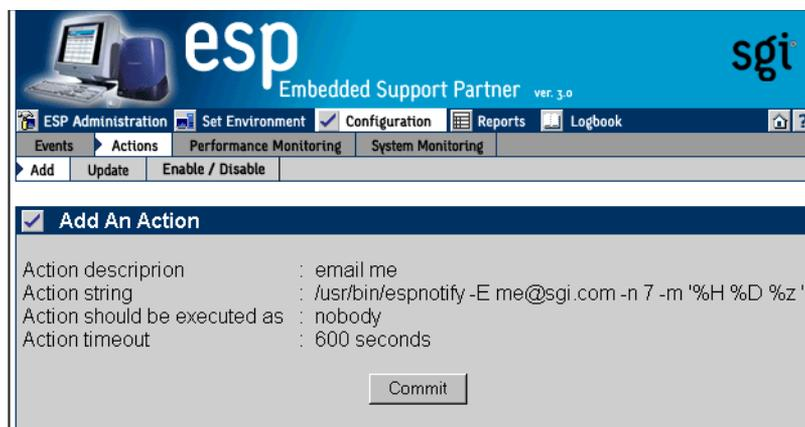 esp
Embedded Support Partner ver. 3.0
sgi
ESP Administration Set Environment Configuration Reports Logbook ?
Events Actions Performance Monitoring System Monitoring
Add Update Enable / Disable
Add An Action
Action descriprion : email me
Action string : /usr/bin/espnotify -E me@sgi.com -n 7 -m '%H %D %z '
Action should be executed as : nobody
Action timeout : 600 seconds
Commit